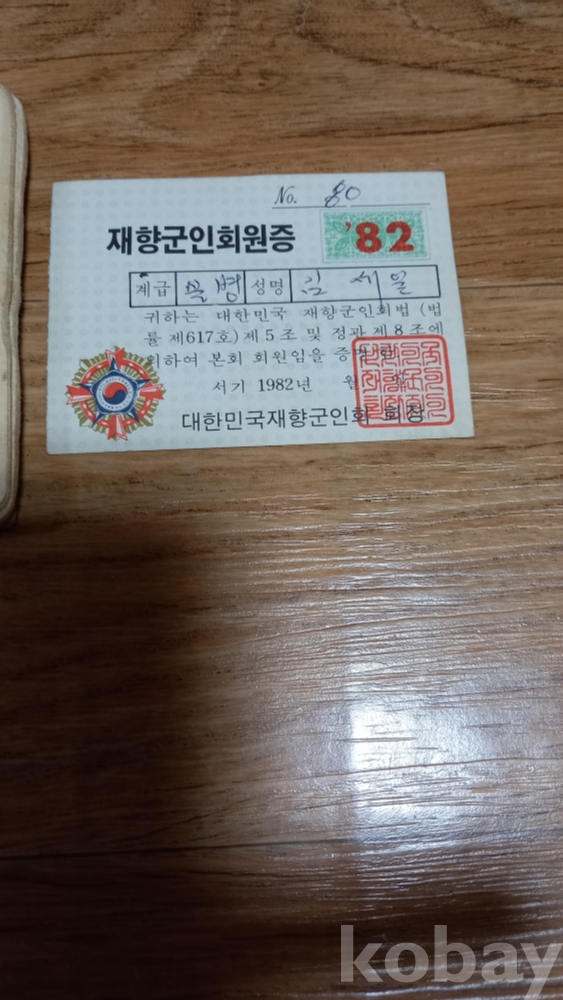 No. 80
재향군인회원증
'82
계급 병 성명 김 세 일
귀하는 대한민국 재향군인회법 (법
률 제617호) 제 5 조 및 정관 제 8 조에
의하여 본회 회원임을
서기 1982년 월
대한민국재향군인회 회장
kobay